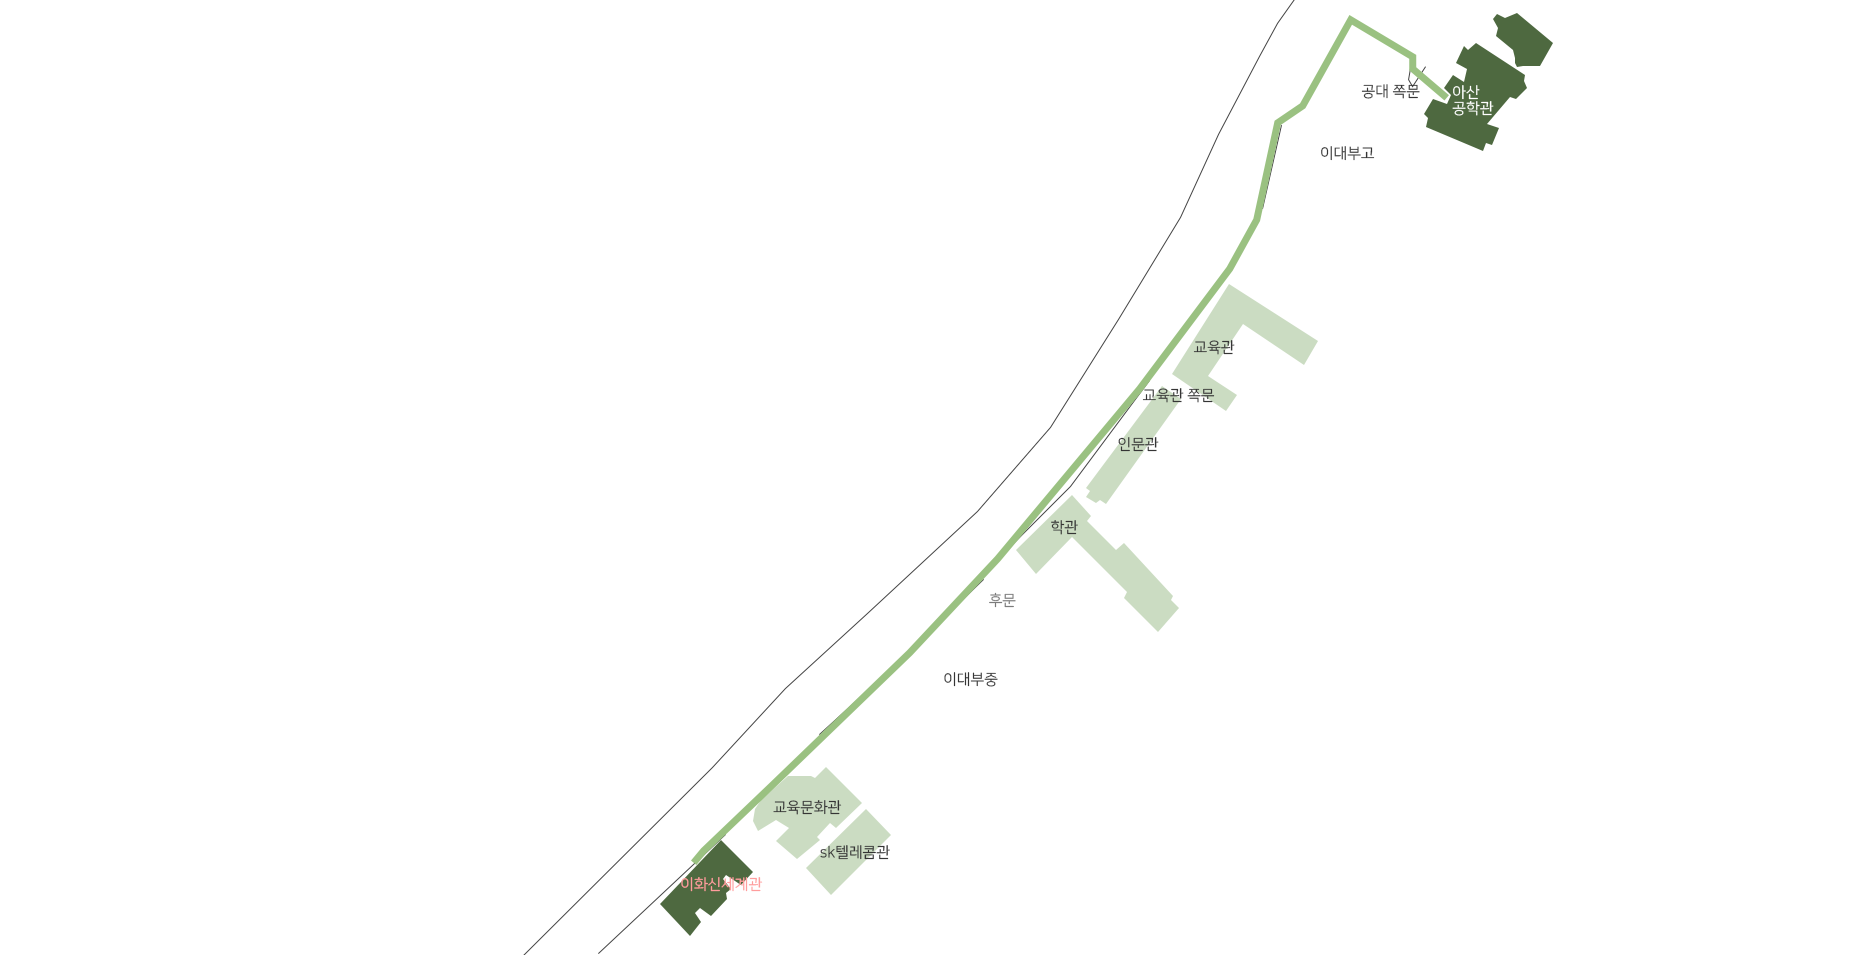 공대 쪽문
아산
공학관
이대부고
교육관
교육관 쪽문
인문관
학관
후문
이대부중
교육문화관
sk텔레콤관
이화신세계관